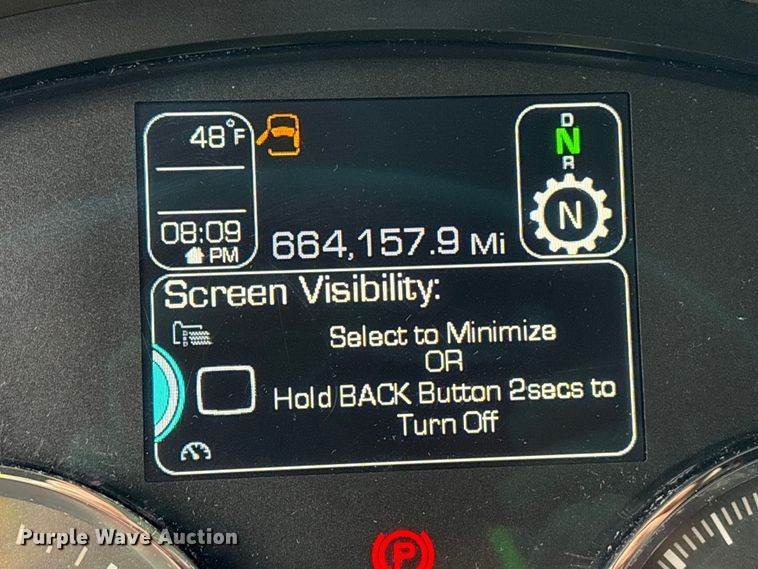 48°F
08:09
PM
664,157.9 Mi
D
N
R
N
Screen Visibility:
Select to Minimize
OR
Hold BACK Button 2secs to
Turn Off
P
Purple Wave Auction